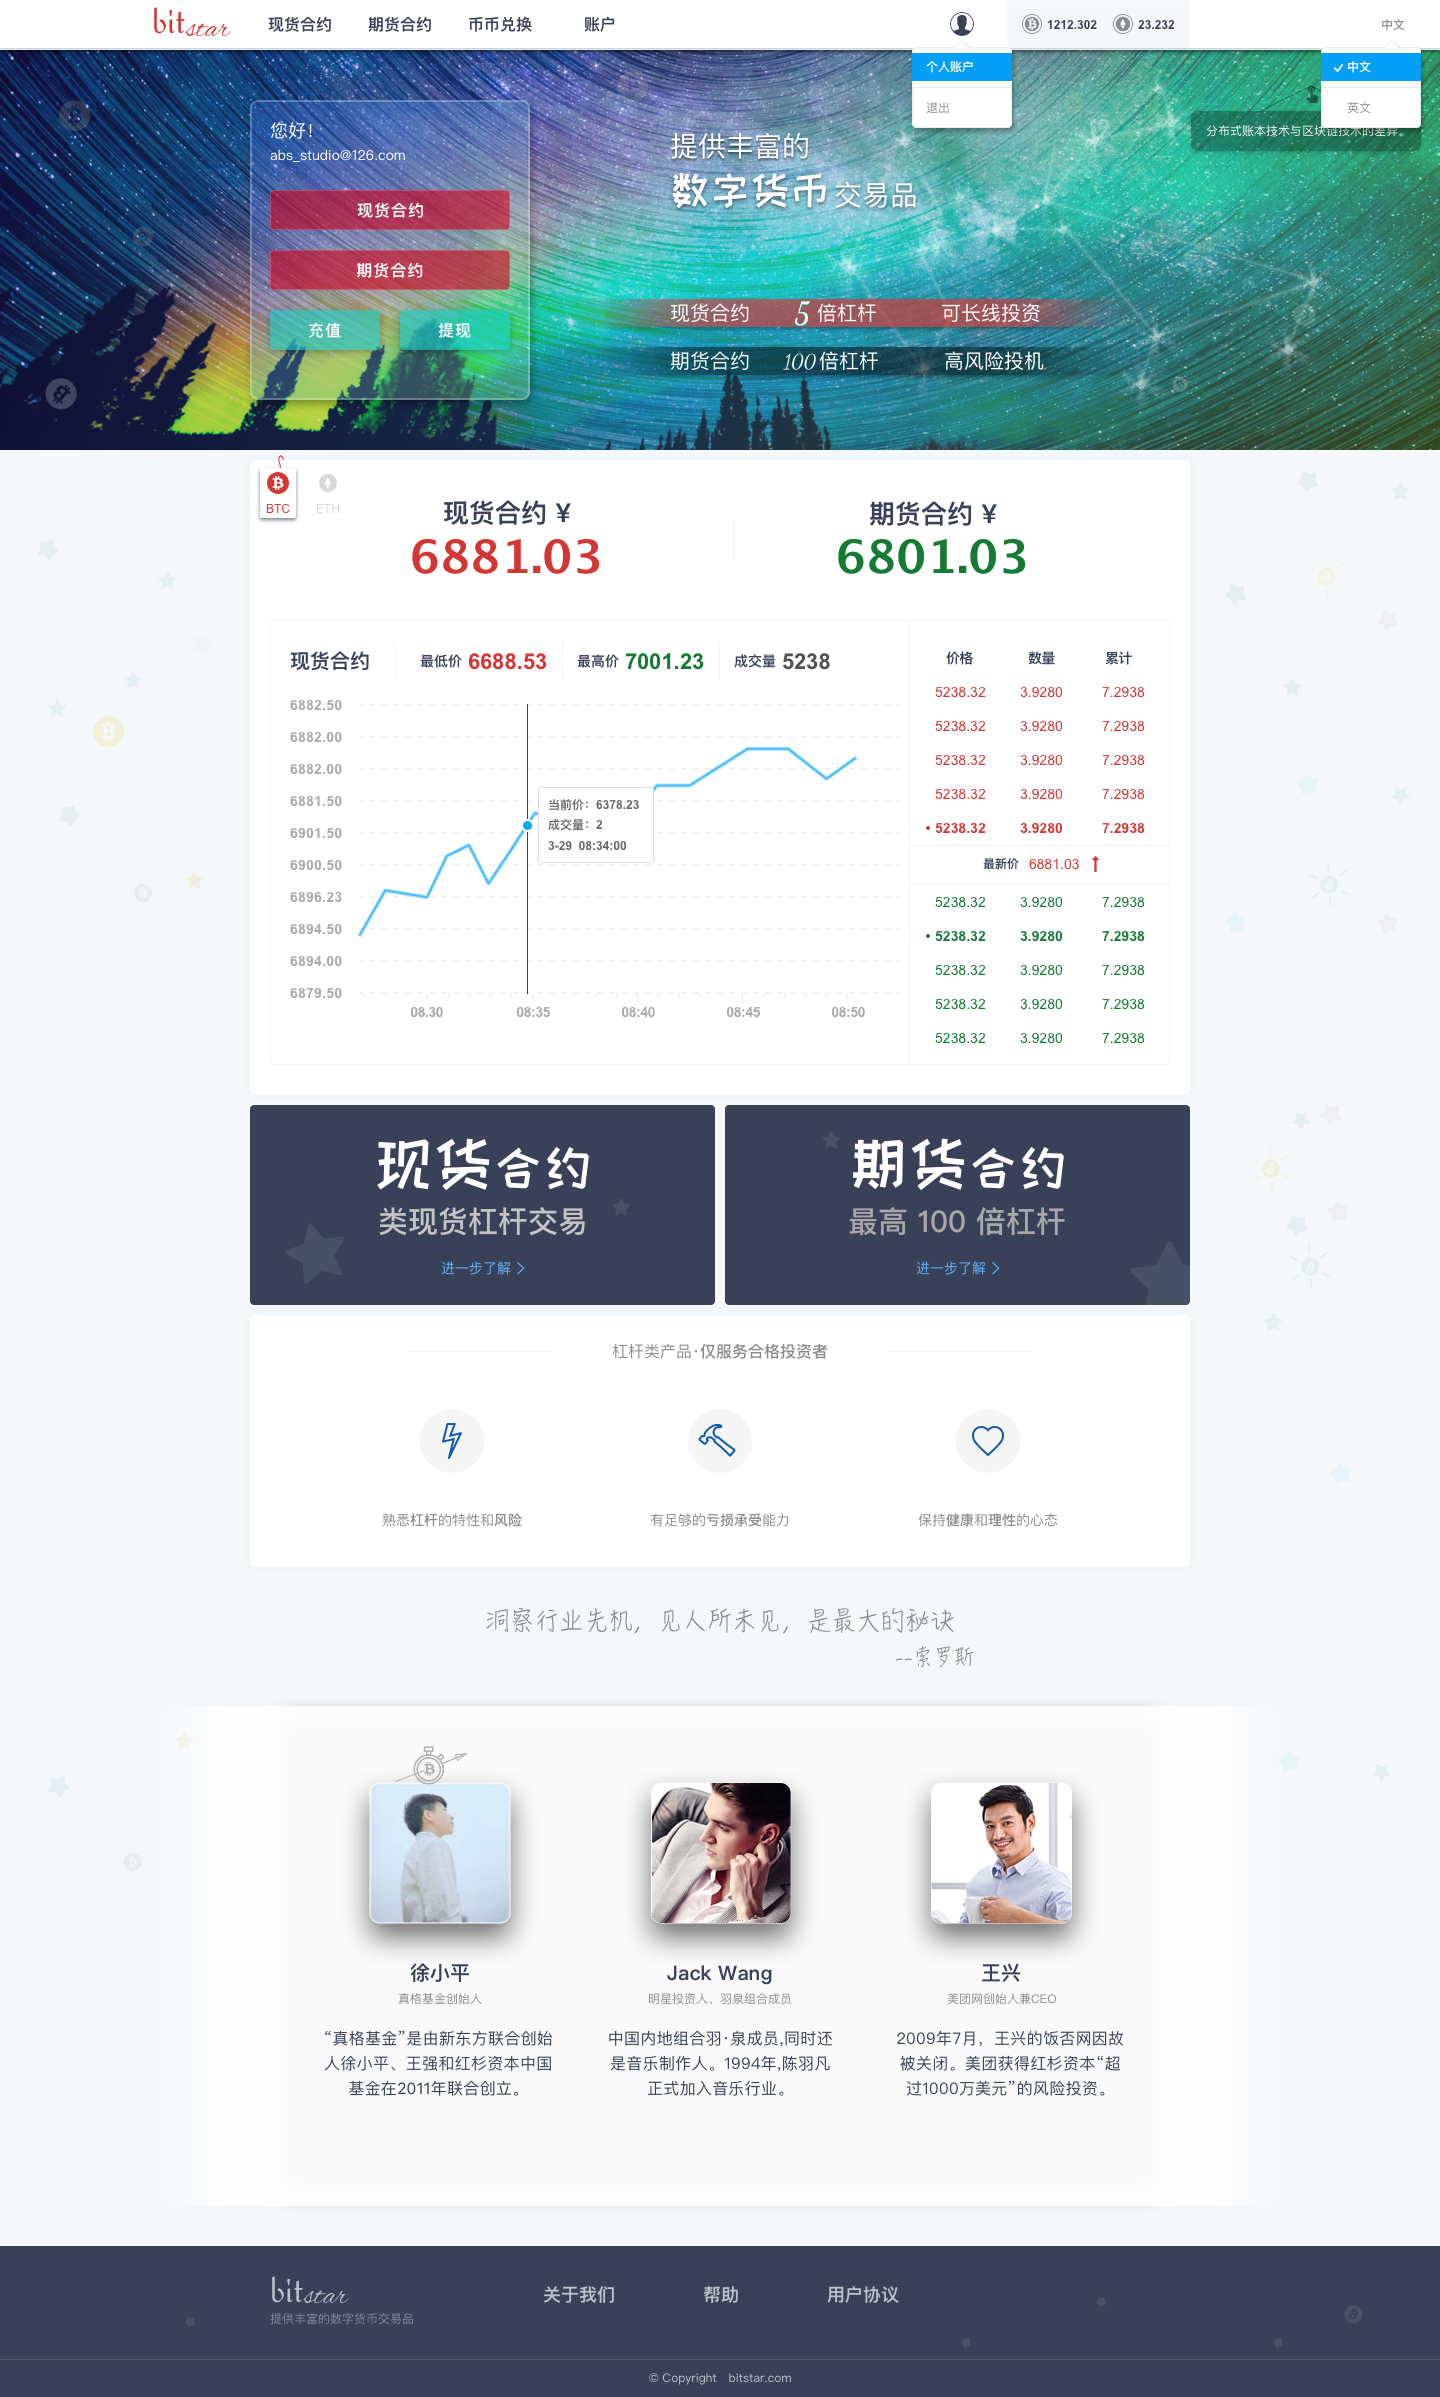 bitstar
现货合约 期货合约 币币兑换 账户
1212.302 23.232
中文
个人账户
退出
中文
英文
分布式账本技术与区块链技术的差异。
您好！
abs_studio@126.com
现货合约
期货合约
充值 提现
提供丰富的
数字货币 交易品
现货合约 5 倍杠杆 可长线投资
期货合约 100 倍杠杆 高风险投机
BTC ETH
现货合约 ¥
6881.03
期货合约 ¥
6801.03
现货合约 最低价 6688.53 最高价 7001.23 成交量 5238
6882.50
6882.00
6882.00
6881.50
6901.50
6900.50
6896.23
6894.50
6894.00
6879.50
08.30 08:35 08:40 08:45 08:50
当前价：6378.23
成交量：2
3-29 08:34:00
价格 数量 累计
5238.32 3.9280 7.2938
5238.32 3.9280 7.2938
5238.32 3.9280 7.2938
5238.32 3.9280 7.2938
• 5238.32 3.9280 7.2938
最新价 6881.03
5238.32 3.9280 7.2938
• 5238.32 3.9280 7.2938
5238.32 3.9280 7.2938
5238.32 3.9280 7.2938
5238.32 3.9280 7.2938
现货合约
类现货杠杆交易
进一步了解
期货合约
最高 100 倍杠杆
进一步了解
杠杆类产品·仅服务合格投资者
熟悉杠杆的特性和风险
有足够的亏损承受能力
保持健康和理性的心态
洞察行业先机，见人所未见，是最大的秘诀
--索罗斯
徐小平
真格基金创始人
“真格基金”是由新东方联合创始
人徐小平、王强和红杉资本中国
基金在2011年联合创立。
Jack Wang
明星投资人、羽泉组合成员
中国内地组合羽·泉成员,同时还
是音乐制作人。1994年,陈羽凡
正式加入音乐行业。
王兴
美团网创始人兼CEO
2009年7月，王兴的饭否网因故
被关闭。美团获得红杉资本“超
过1000万美元”的风险投资。
bitstar
提供丰富的数字货币交易品
关于我们 帮助 用户协议
© Copyright bitstar.com